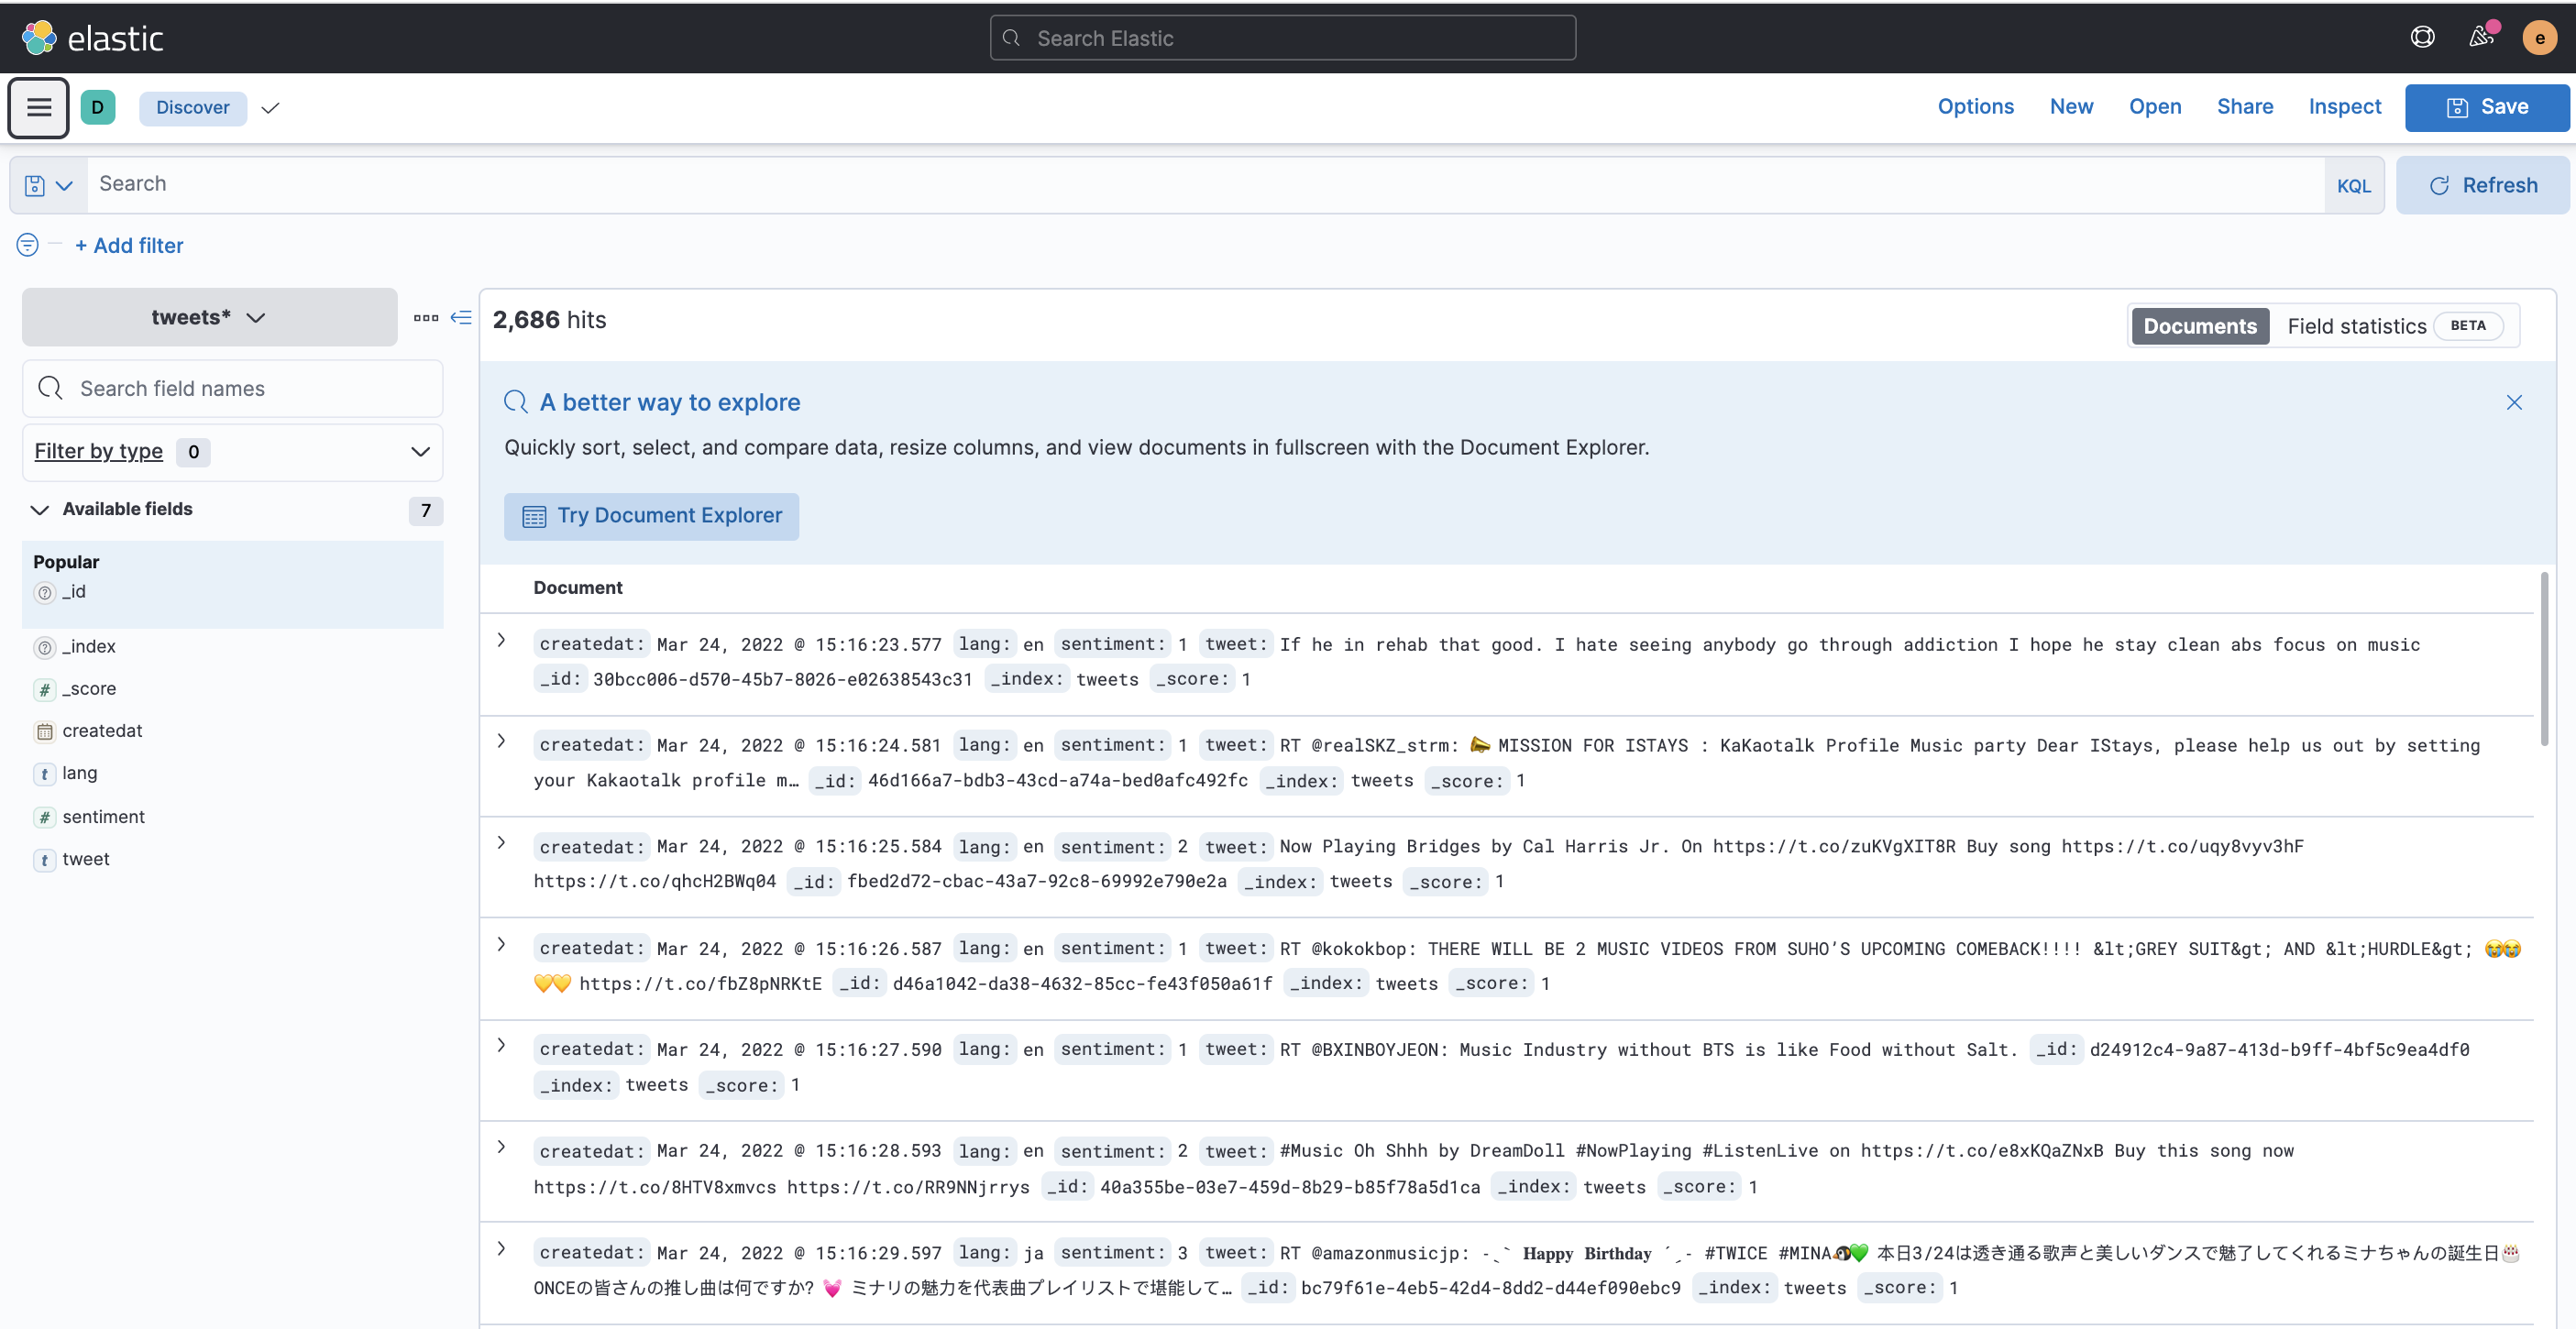 elastic
Search Elastic
e
D
Discover
Options
New
Open
Share
Inspect
Save
Search
KQL
Refresh
+ Add filter
tweets*
Search field names
Filter by type 0
Available fields 7
Popular
_id
_index
# _score
createdat
t lang
# sentiment
t tweet
2,686 hits
Documents
Field statistics BETA
A better way to explore
Quickly sort, select, and compare data, resize columns, and view documents in fullscreen with the Document Explorer.
Try Document Explorer
Document
createdat: Mar 24, 2022 @ 15:16:23.577 lang: en sentiment: 1 tweet: If he in rehab that good. I hate seeing anybody go through addiction I hope he stay clean abs focus on music
_id: 30bcc006-d570-45b7-8026-e02638543c31 _index: tweets _score: 1
createdat: Mar 24, 2022 @ 15:16:24.581 lang: en sentiment: 1 tweet: RT @realSKZ_strm: 📣 MISSION FOR ISTAYS : KaKaotalk Profile Music party Dear IStays, please help us out by setting
your Kakaotalk profile m… _id: 46d166a7-bdb3-43cd-a74a-bed0afc492fc _index: tweets _score: 1
createdat: Mar 24, 2022 @ 15:16:25.584 lang: en sentiment: 2 tweet: Now Playing Bridges by Cal Harris Jr. On https://t.co/zuKVgXIT8R Buy song https://t.co/uqy8vyv3hF
https://t.co/qhcH2BWq04 _id: fbed2d72-cbac-43a7-92c8-69992e790e2a _index: tweets _score: 1
createdat: Mar 24, 2022 @ 15:16:26.587 lang: en sentiment: 1 tweet: RT @kokokbop: THERE WILL BE 2 MUSIC VIDEOS FROM SUHO’S UPCOMING COMEBACK!!!! &lt;GREY SUIT&gt; AND &lt;HURDLE&gt; 😭😭
💛💛 https://t.co/fbZ8pNRKtE _id: d46a1042-da38-4632-85cc-fe43f050a61f _index: tweets _score: 1
createdat: Mar 24, 2022 @ 15:16:27.590 lang: en sentiment: 1 tweet: RT @BXINBOYJEON: Music Industry without BTS is like Food without Salt. _id: d24912c4-9a87-413d-b9ff-4bf5c9ea4df0
_index: tweets _score: 1
createdat: Mar 24, 2022 @ 15:16:28.593 lang: en sentiment: 2 tweet: #Music Oh Shhh by DreamDoll #NowPlaying #ListenLive on https://t.co/e8xKQaZNxB Buy this song now
https://t.co/8HTV8xmvcs https://t.co/RR9NNjrrys _id: 40a355be-03e7-459d-8b29-b85f78a5d1ca _index: tweets _score: 1
createdat: Mar 24, 2022 @ 15:16:29.597 lang: ja sentiment: 3 tweet: RT @amazonmusicjp: -ˏˋ 𝐇𝐚𝐩𝐩𝐲 𝐁𝐢𝐫𝐭𝐡𝐝𝐚𝐲 ˊˎ- #TWICE #MINA🐧💚 本日3/24は透き通る歌声と美しいダンスで魅了してくれるミナちゃんの誕生日🎂
ONCEの皆さんの推し曲は何ですか? 💓 ミナリの魅力を代表曲プレイリストで堪能して… _id: bc79f61e-4eb5-42d4-8dd2-d44ef090ebc9 _index: tweets _score: 1